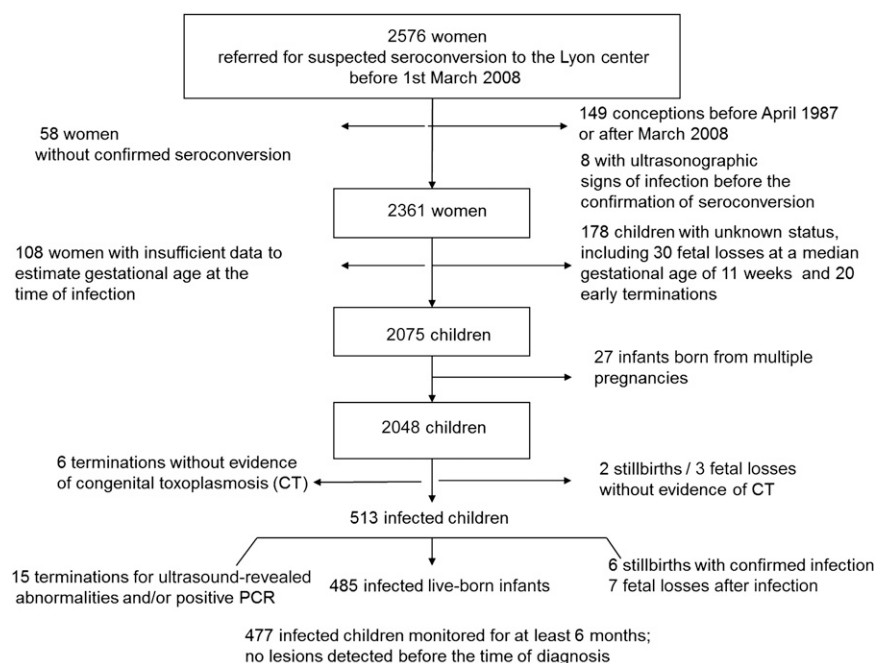 2576 women
referred for suspected seroconversion to the Lyon center
before 1st March 2008
58 women
without confirmed seroconversion
149 conceptions before April 1987
or after March 2008
8 with ultrasonographic
signs of infection before the
confirmation of seroconversion
2361 women
108 women with insufficient data to
estimate gestational age at the
time of infection
178 children with unknown status,
including 30 fetal losses at a median
gestational age of 11 weeks and 20
early terminations
2075 children
27 infants born from multiple
pregnancies
2048 children
6 terminations without evidence
of congenital toxoplasmosis (CT)
2 stillbirths / 3 fetal losses
without evidence of CT
513 infected children
15 terminations for ultrasound-revealed
abnormalities and/or positive PCR
485 infected live-born infants
6 stillbirths with confirmed infection
7 fetal losses after infection
477 infected children monitored for at least 6 months;
no lesions detected before the time of diagnosis